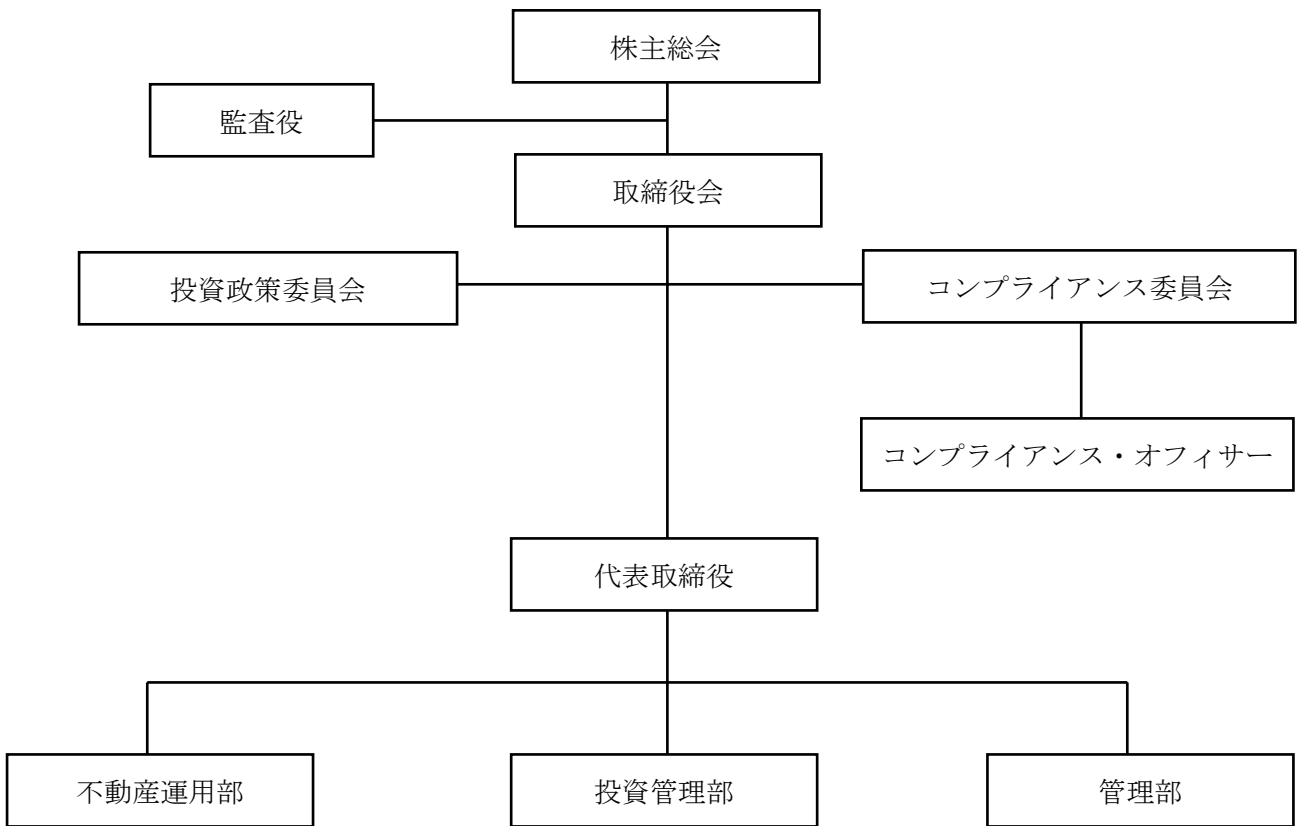 株主総会
監査役
取締役会
投資政策委員会
コンプライアンス委員会
コンプライアンス・オフィサー
代表取締役
不動産運用部
投資管理部
管理部